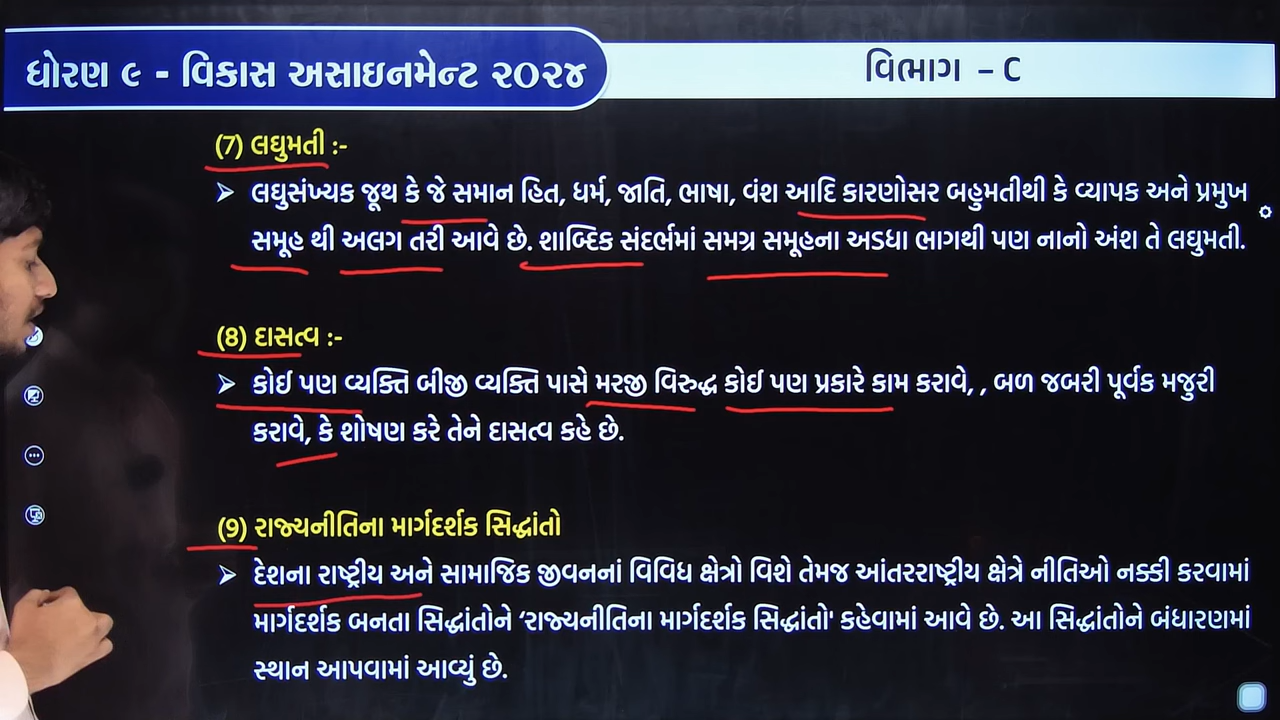 ધોરણ ૯ - વિકાસ અસાઇનમેન્ટ ૨૦૨૪
વિભાગ – C
(7) લઘુમતી :-
➤ લઘુસંખ્યક જૂથ કે જે સમાન હિત, ધર્મ, જાતિ, ભાષા, વંશ આદિ કારણોસર બહુમતીથી કે વ્યાપક અને પ્રમુખ
સમૂહ થી અલગ તરી આવે છે. શાબ્દિક સંદર્ભમાં સમગ્ર સમૂહના અડધા ભાગથી પણ નાનો અંશ તે લઘુમતી.
(8) દાસત્વ :-
➤ કોઈ પણ વ્યક્તિ બીજી વ્યક્તિ પાસે મરજી વિરુદ્ધ કોઈ પણ પ્રકારે કામ કરાવે, , બળ જબરી પૂર્વક મજુરી
કરાવે, કે શોષણ કરે તેને દાસત્વ કહે છે.
(9) રાજ્યનીતિના માર્ગદર્શક સિદ્ધાંતો
➤ દેશના રાષ્ટ્રીય અને સામાજિક જીવનનાં વિવિધ ક્ષેત્રો વિશે તેમજ આંતરરાષ્ટ્રીય ક્ષેત્રે નીતિઓ નક્કી કરવામાં
માર્ગદર્શક બનતા સિદ્ધાંતોને ‘રાજ્યનીતિના માર્ગદર્શક સિદ્ધાંતો' કહેવામાં આવે છે. આ સિદ્ધાંતોને બંધારણમાં
સ્થાન આપવામાં આવ્યું છે.